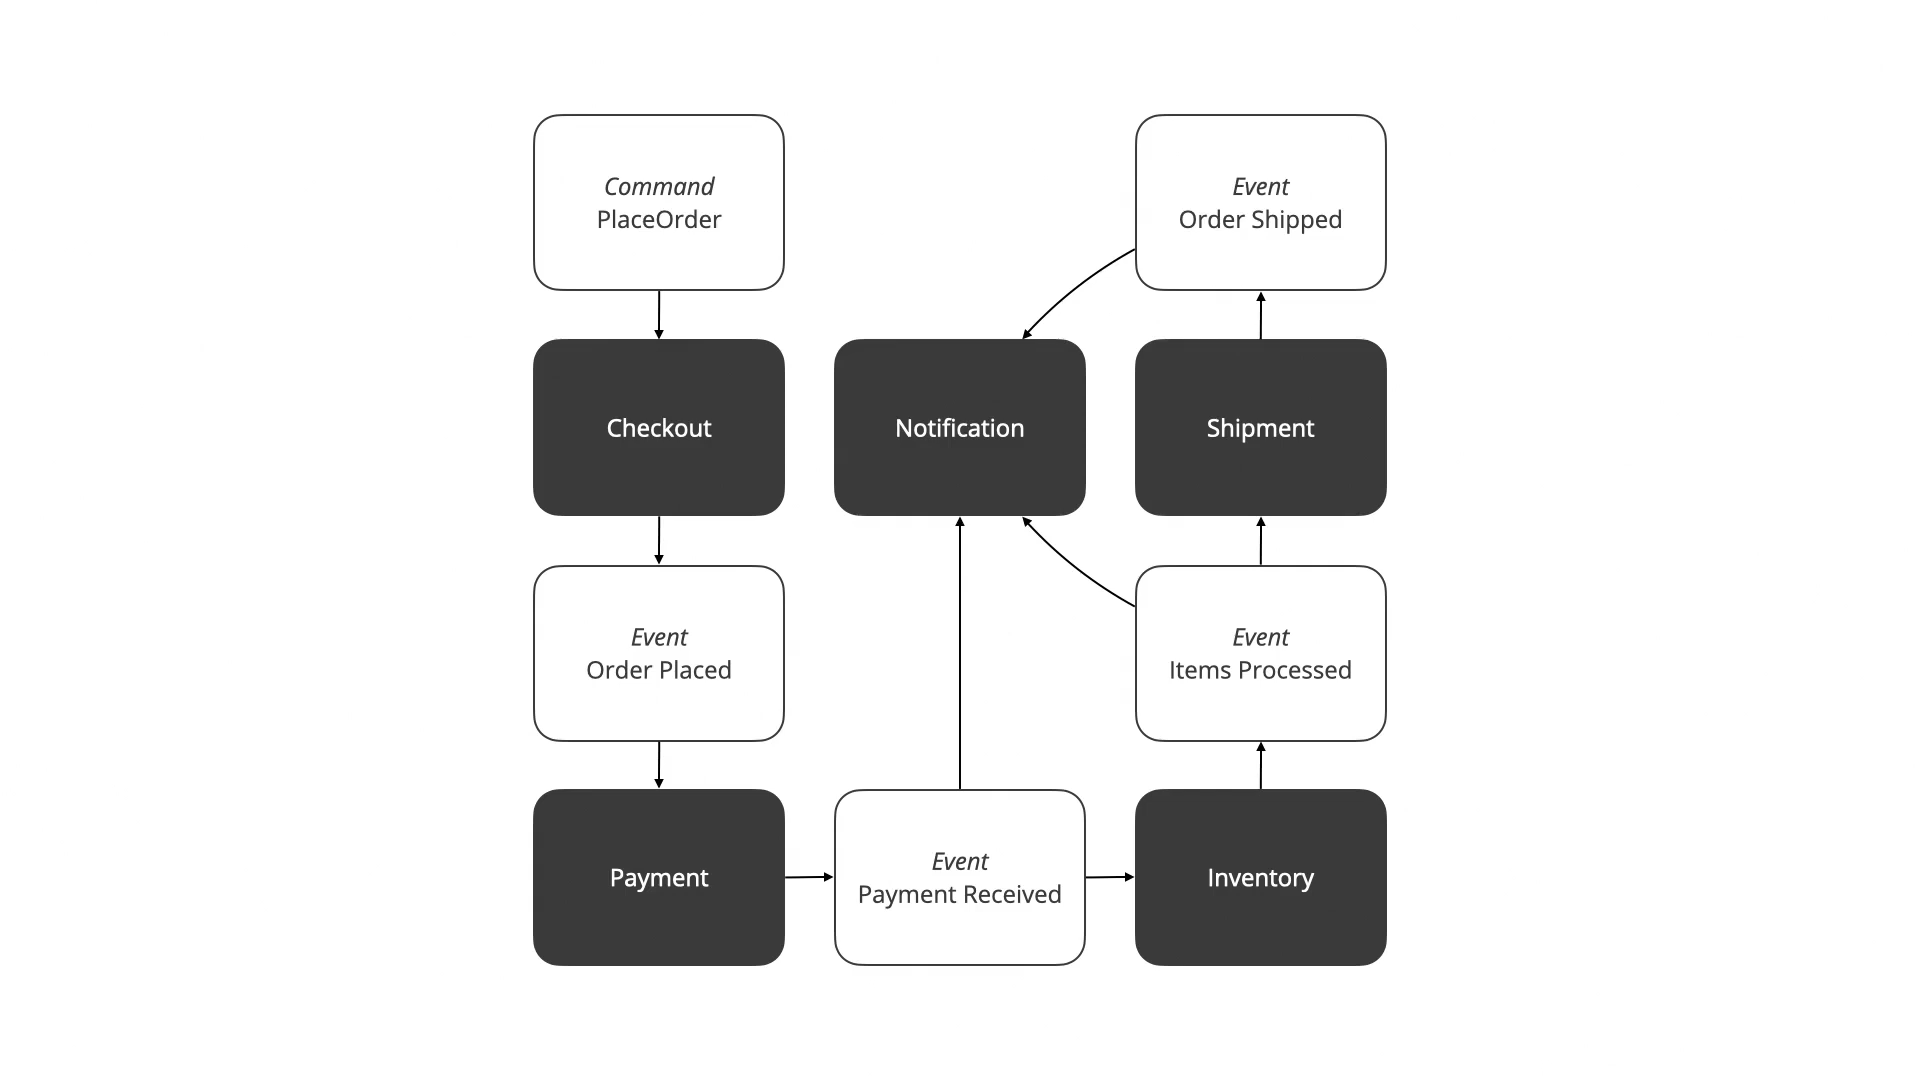 Command
PlaceOrder
Event
Order Shipped
Checkout
Notification
Shipment
Event
Order Placed
Event
Items Processed
Payment
Event
Payment Received
Inventory